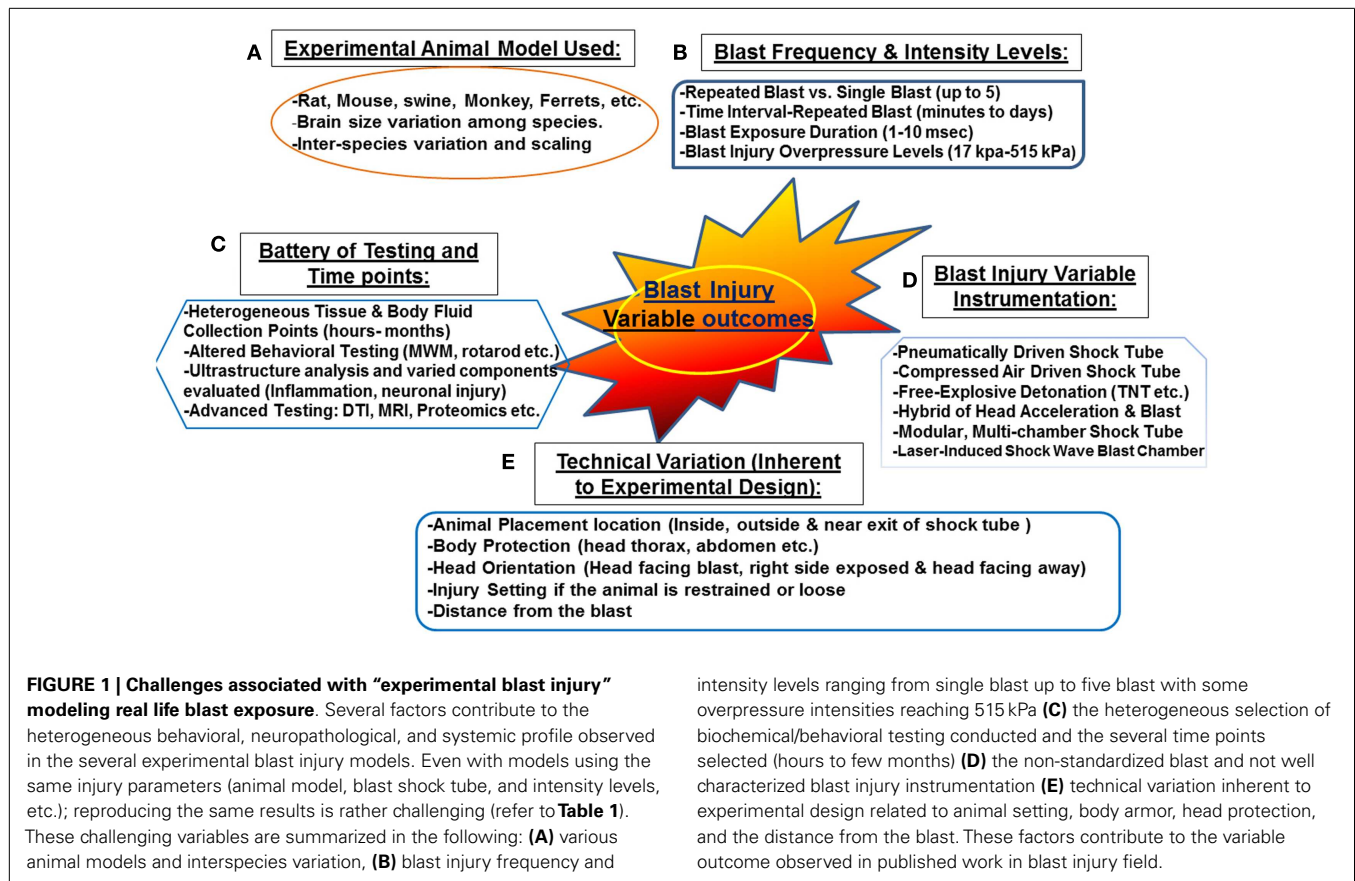 A
Experimental Animal Model Used:
-Rat, Mouse, swine, Monkey, Ferrets, etc.
-Brain size variation among species.
-Inter-species variation and scaling
B
Blast Frequency & Intensity Levels:
-Repeated Blast vs. Single Blast (up to 5)
-Time Interval-Repeated Blast (minutes to days)
-Blast Exposure Duration (1-10 msec)
-Blast Injury Overpressure Levels (17 kpa-515 kPa)
C
Battery of Testing and
Time points:
-Heterogeneous Tissue & Body Fluid
Collection Points (hours- months)
-Altered Behavioral Testing (MWM, rotarod etc.)
-Ultrastructure analysis and varied components
evaluated (Inflammation, neuronal injury)
-Advanced Testing: DTI, MRI, Proteomics etc.
Blast Injury
Variable outcomes
D
Blast Injury Variable
Instrumentation:
-Pneumatically Driven Shock Tube
-Compressed Air Driven Shock Tube
-Free-Explosive Detonation (TNT etc.)
-Hybrid of Head Acceleration & Blast
-Modular, Multi-chamber Shock Tube
-Laser-Induced Shock Wave Blast Chamber
E
Technical Variation (Inherent
to Experimental Design):
-Animal Placement location (Inside, outside & near exit of shock tube )
-Body Protection (head thorax, abdomen etc.)
-Head Orientation (Head facing blast, right side exposed & head facing away)
-Injury Setting if the animal is restrained or loose
-Distance from the blast
FIGURE 1 | Challenges associated with “experimental blast injury”
modeling real life blast exposure. Several factors contribute to the
heterogeneous behavioral, neuropathological, and systemic profile observed
in the several experimental blast injury models. Even with models using the
same injury parameters (animal model, blast shock tube, and intensity levels,
etc.); reproducing the same results is rather challenging (refer to Table 1).
These challenging variables are summarized in the following: (A) various
animal models and interspecies variation, (B) blast injury frequency and
intensity levels ranging from single blast up to five blast with some
overpressure intensities reaching 515 kPa (C) the heterogeneous selection of
biochemical/behavioral testing conducted and the several time points
selected (hours to few months) (D) the non-standardized blast and not well
characterized blast injury instrumentation (E) technical variation inherent to
experimental design related to animal setting, body armor, head protection,
and the distance from the blast. These factors contribute to the variable
outcome observed in published work in blast injury field.